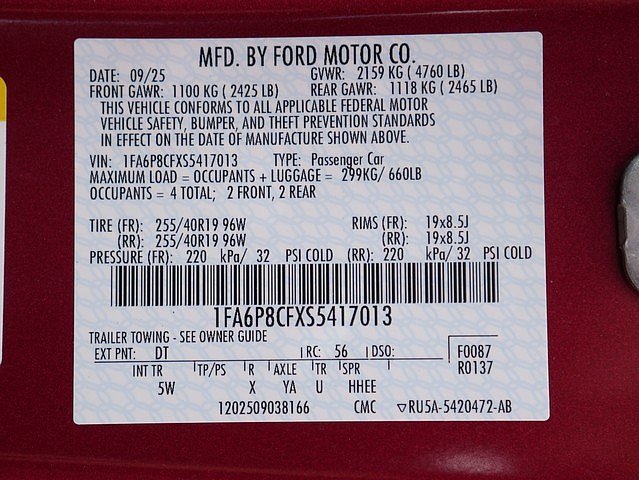 MFD. BY FORD MOTOR CO.
DATE: 09/25 GVWR: 2159 KG ( 4760 LB)
FRONT GAWR: 1100 KG ( 2425 LB) REAR GAWR: 1118 KG ( 2465 LB)
THIS VEHICLE CONFORMS TO ALL APPLICABLE FEDERAL MOTOR
VEHICLE SAFETY, BUMPER, AND THEFT PREVENTION STANDARDS
IN EFFECT ON THE DATE OF MANUFACTURE SHOWN ABOVE.
VIN: 1FA6P8CFXS5417013 TYPE: Passenger Car
MAXIMUM LOAD = OCCUPANTS + LUGGAGE = 299KG/ 660LB
OCCUPANTS = 4 TOTAL; 2 FRONT, 2 REAR
TIRE (FR): 255/40R19 96W RIMS (FR): 19x8.5J
(RR): 255/40R19 96W (RR): 19x8.5J
PRESSURE (FR): 220 kPa/ 32 PSI COLD (RR): 220 kPa/ 32 PSI COLD
1FA6P8CFXS5417013
TRAILER TOWING - SEE OWNER GUIDE
EXT PNT: DT RC: 56 DSO: F0087
R0137
INT TR TP/PS R AXLE TR SPR
5W X YA U HHEE
1202509038166 CMC ▽RU5A-5420472-AB